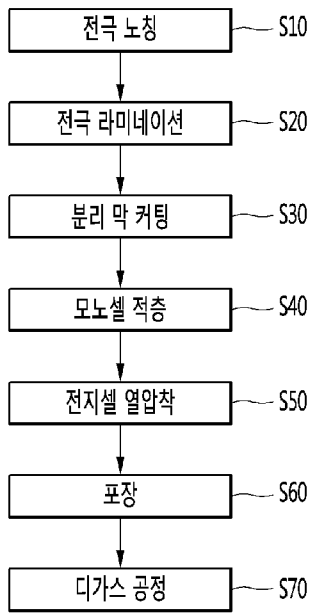 전극 노칭 S10
전극 라미네이션 S20
분리 막 커팅 S30
모노셀 적층 S40
전지셀 열압착 S50
포장 S60
디가스 공정 S70